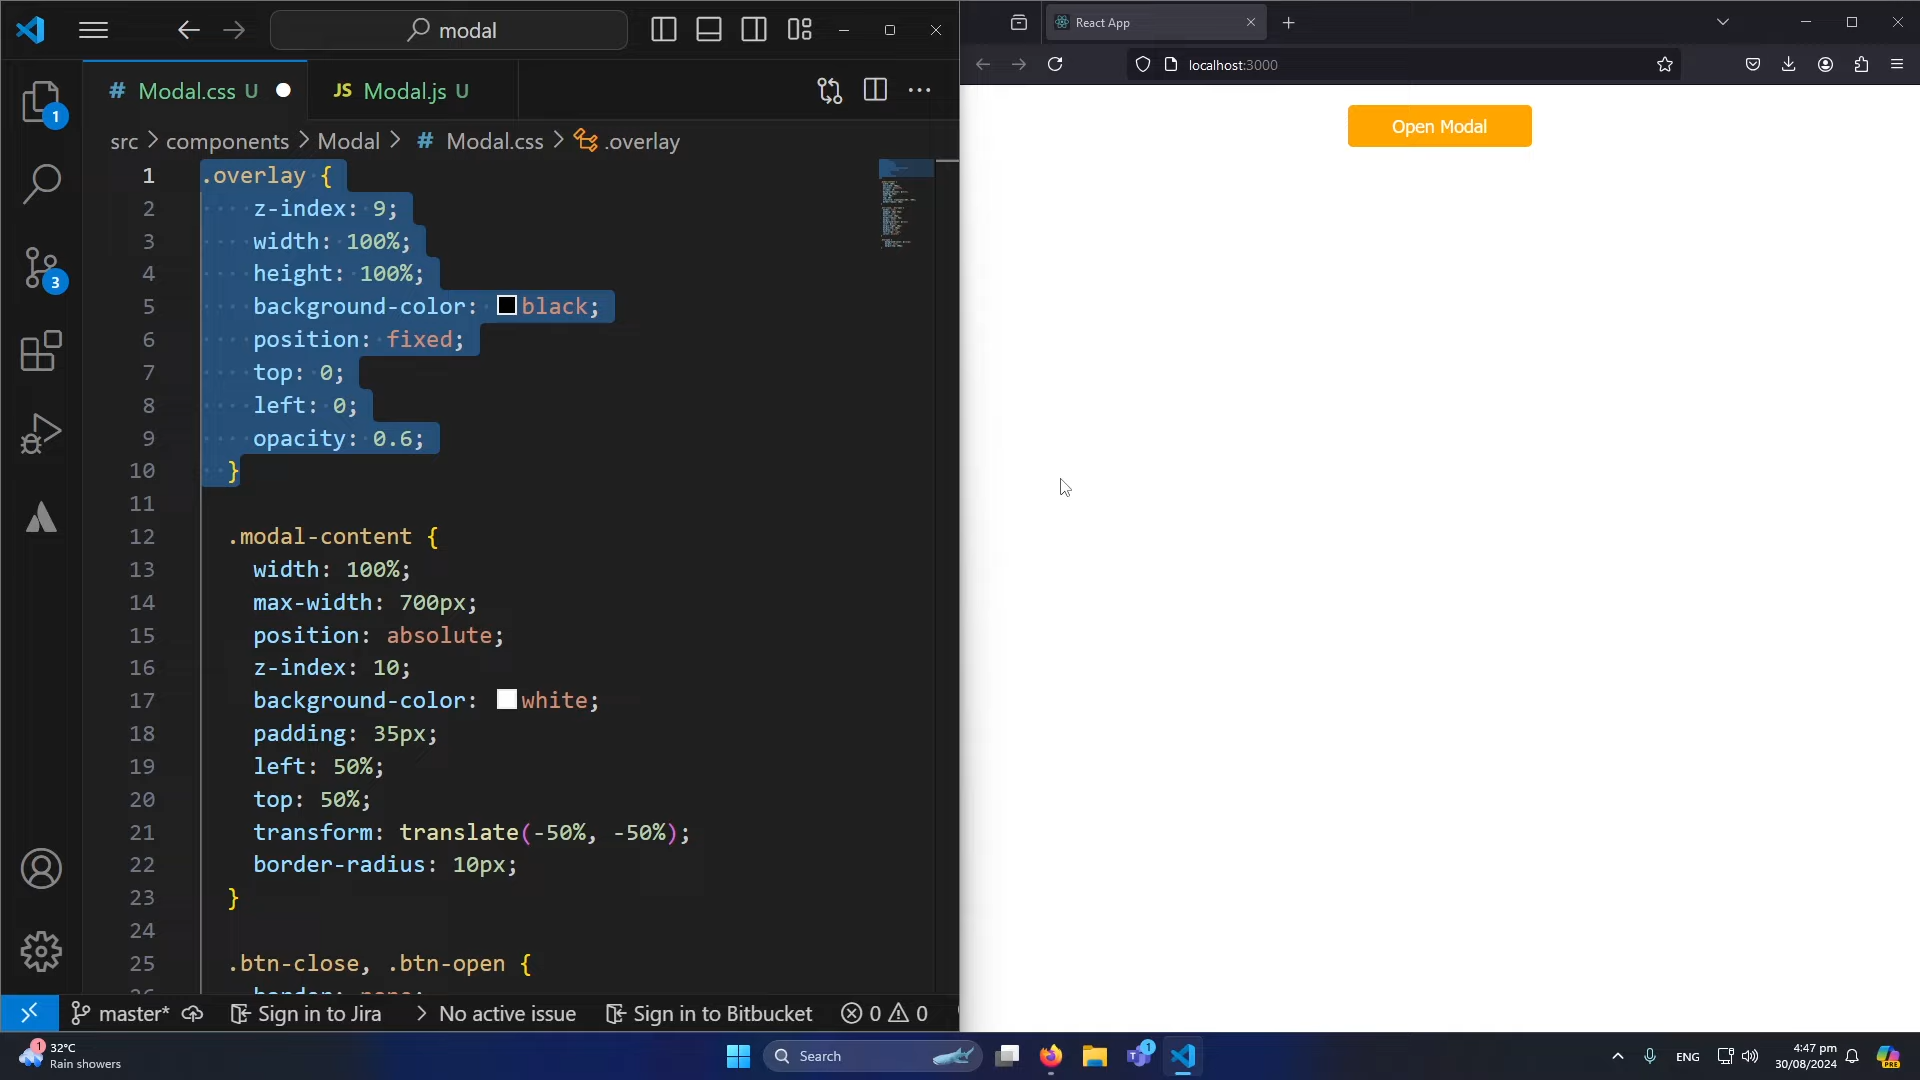 modal
React App
localhost:3000
# Modal.css U
JS Modal.js U
1
src > components > Modal > # Modal.css > .overlay
Open Modal
1 .overlay {
2 z-index: 9;
3 width: 100%;
4 height: 100%;
5 background-color: black;
6 position: fixed;
7 top: 0;
8 left: 0;
9 opacity: 0.6;
10 }
11
12 .modal-content {
13 width: 100%;
14 max-width: 700px;
15 position: absolute;
16 z-index: 10;
17 background-color: white;
18 padding: 35px;
19 left: 50%;
20 top: 50%;
21 transform: translate(-50%, -50%);
22 border-radius: 10px;
23 }
24
25 .btn-close, .btn-open {
3
master* Sign in to Jira > No active issue Sign in to Bitbucket 0 0
1
32°C
Rain showers
Search
1
ENG
4:47 pm
30/08/2024
PRE